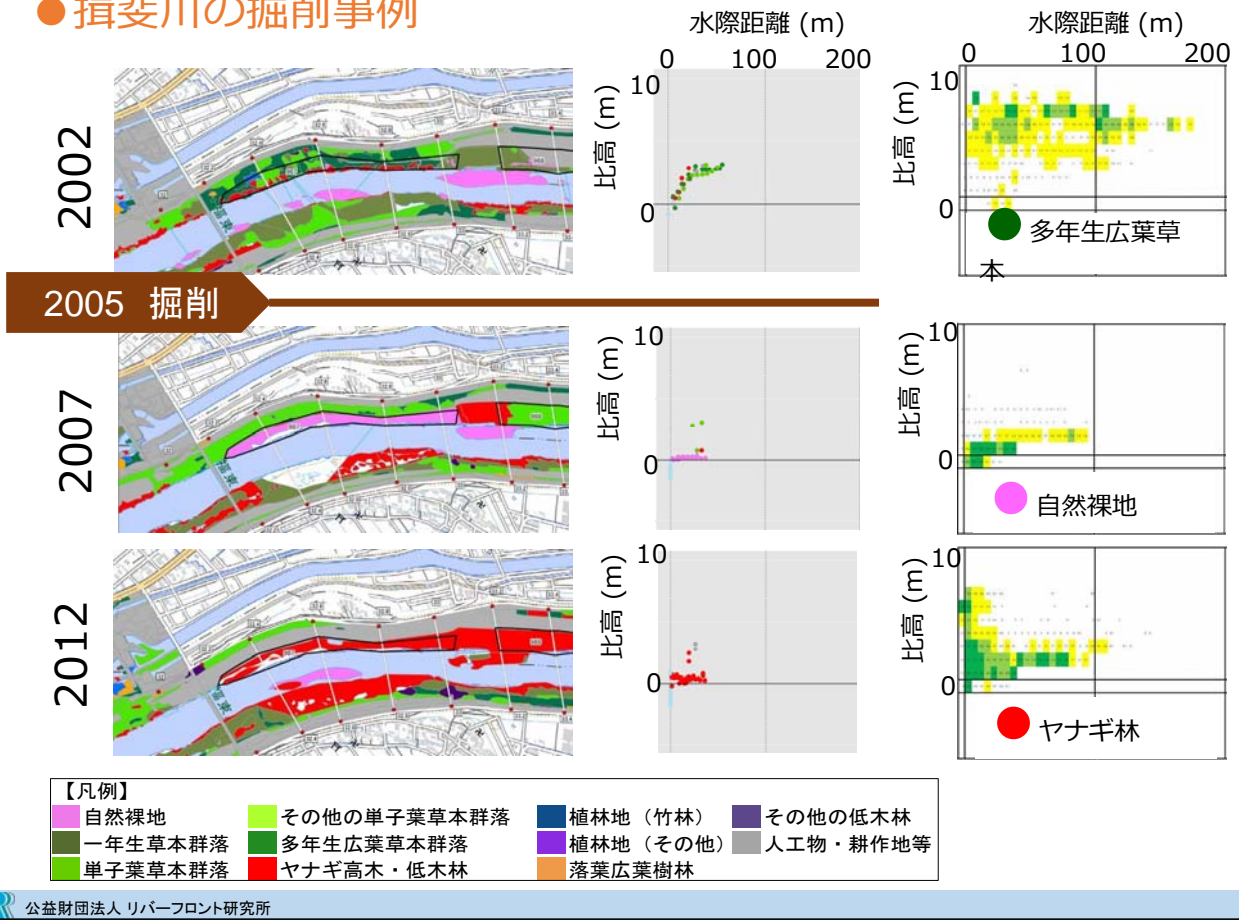 ●揖斐川の掘削事例
水際距離 (m)
0 100 200
10
比高 (m)
0
水際距離 (m)
0 100 200
10
比高 (m)
0
2002
多年生広葉草
本
2005 掘削
2007
10
比高 (m)
0
10
比高 (m)
0
自然裸地
2012
10
比高 (m)
0
10
比高 (m)
0
ヤナギ林
【凡例】
自然裸地 その他の単子葉草本群落 植林地（竹林） その他の低木林
一年生草本群落 多年生広葉草本群落 植林地（その他） 人工物・耕作地等
単子葉草本群落 ヤナギ高木・低木林 落葉広葉樹林
公益財団法人 リバーフロント研究所